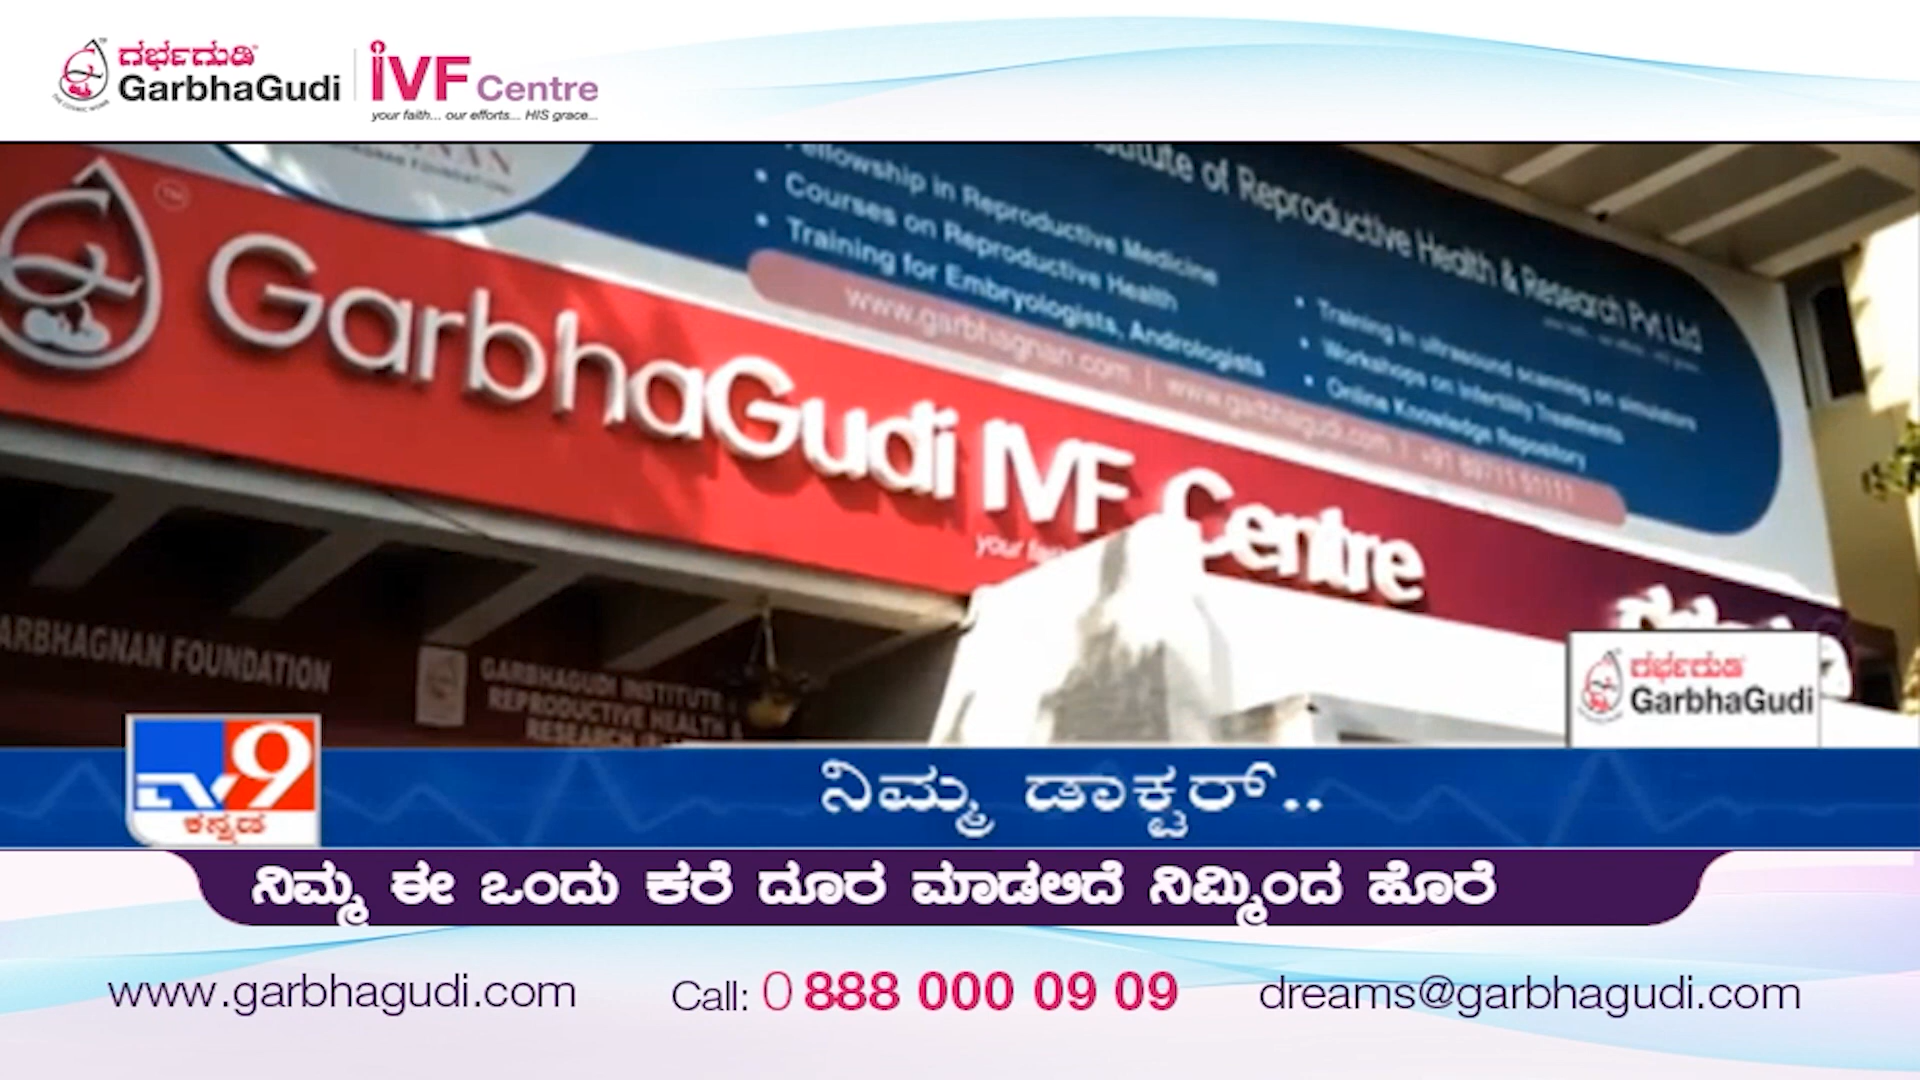 ಗರ್ಭಗುಡಿ
GarbhaGudi
iVF Centre
your faith... our efforts... HIS grace...
Fellowship in Reproductive Medicine
• Courses on Reproductive Health
• Training for Embryologists, Andrologists
of Reproductive Health & Research Pvt Ltd
• Training in ultrasound scanning on simulators
• Workshops on Infertility Treatments
• Online Knowledge Repository
www.garbhagnan.com | www.garbhagudi.com |
TM
GarbhaGudi IVF Centre
your
GARBHAGNAN FOUNDATION
GARBHAGUDI INSTITUTE
REPRODUCTIVE HEALTH &
RESEARCH
ಗರ್ಭಗುಡಿ
GarbhaGudi
TV9
ಕನ್ನಡ
ನಿಮ್ಮ ಡಾಕ್ಟರ್..
ನಿಮ್ಮ ಈ ಒಂದು ಕರೆ ದೂರ ಮಾಡಲಿದೆ ನಿಮ್ಮಿಂದ ಹೊರೆ
www.garbhagudi.com
Call: 0 888 000 09 09
dreams@garbhagudi.com